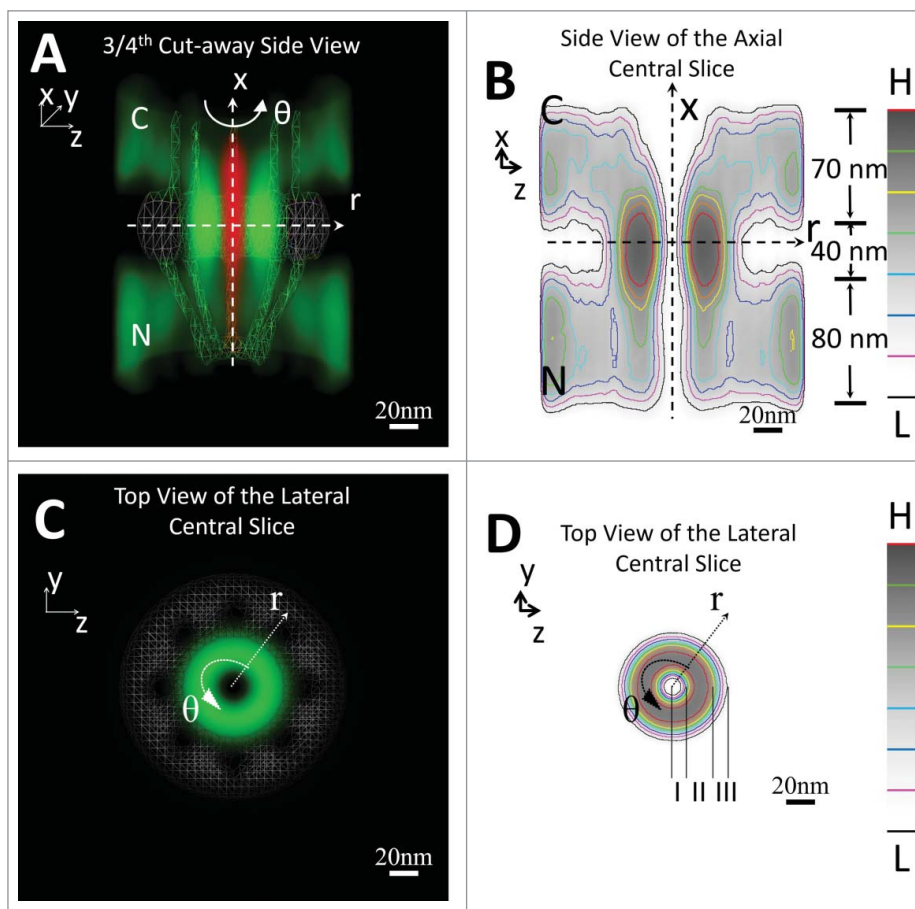 A
3/4th Cut-away Side View
x
θ
x
y
z
C
r
N
20nm
B
Side View of the Axial
Central Slice
H
C
X
x
z
70 nm
r
40 nm
80 nm
N
20nm
L
C
Top View of the Lateral
Central Slice
y
z
r
θ
20nm
D
Top View of the Lateral
Central Slice
H
y
z
r
θ
I II III
20nm
L